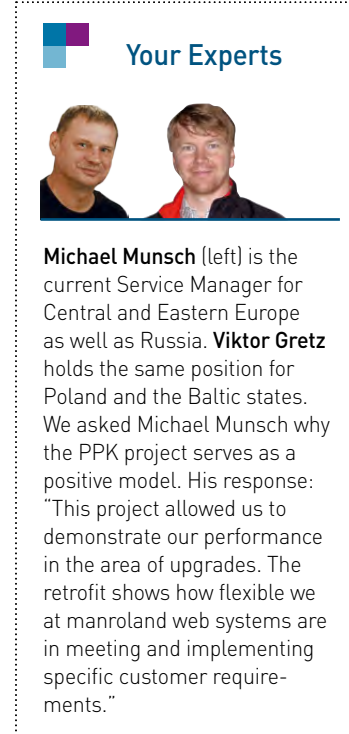 Your Experts
Michael Munsch (left) is the
current Service Manager for
Central and Eastern Europe
as well as Russia. Viktor Gretz
holds the same position for
Poland and the Baltic states.
We asked Michael Munsch why
the PPK project serves as a
positive model. His response:
“This project allowed us to
demonstrate our performance
in the area of upgrades. The
retrofit shows how flexible we
at manroland web systems are
in meeting and implementing
specific customer require-
ments.”